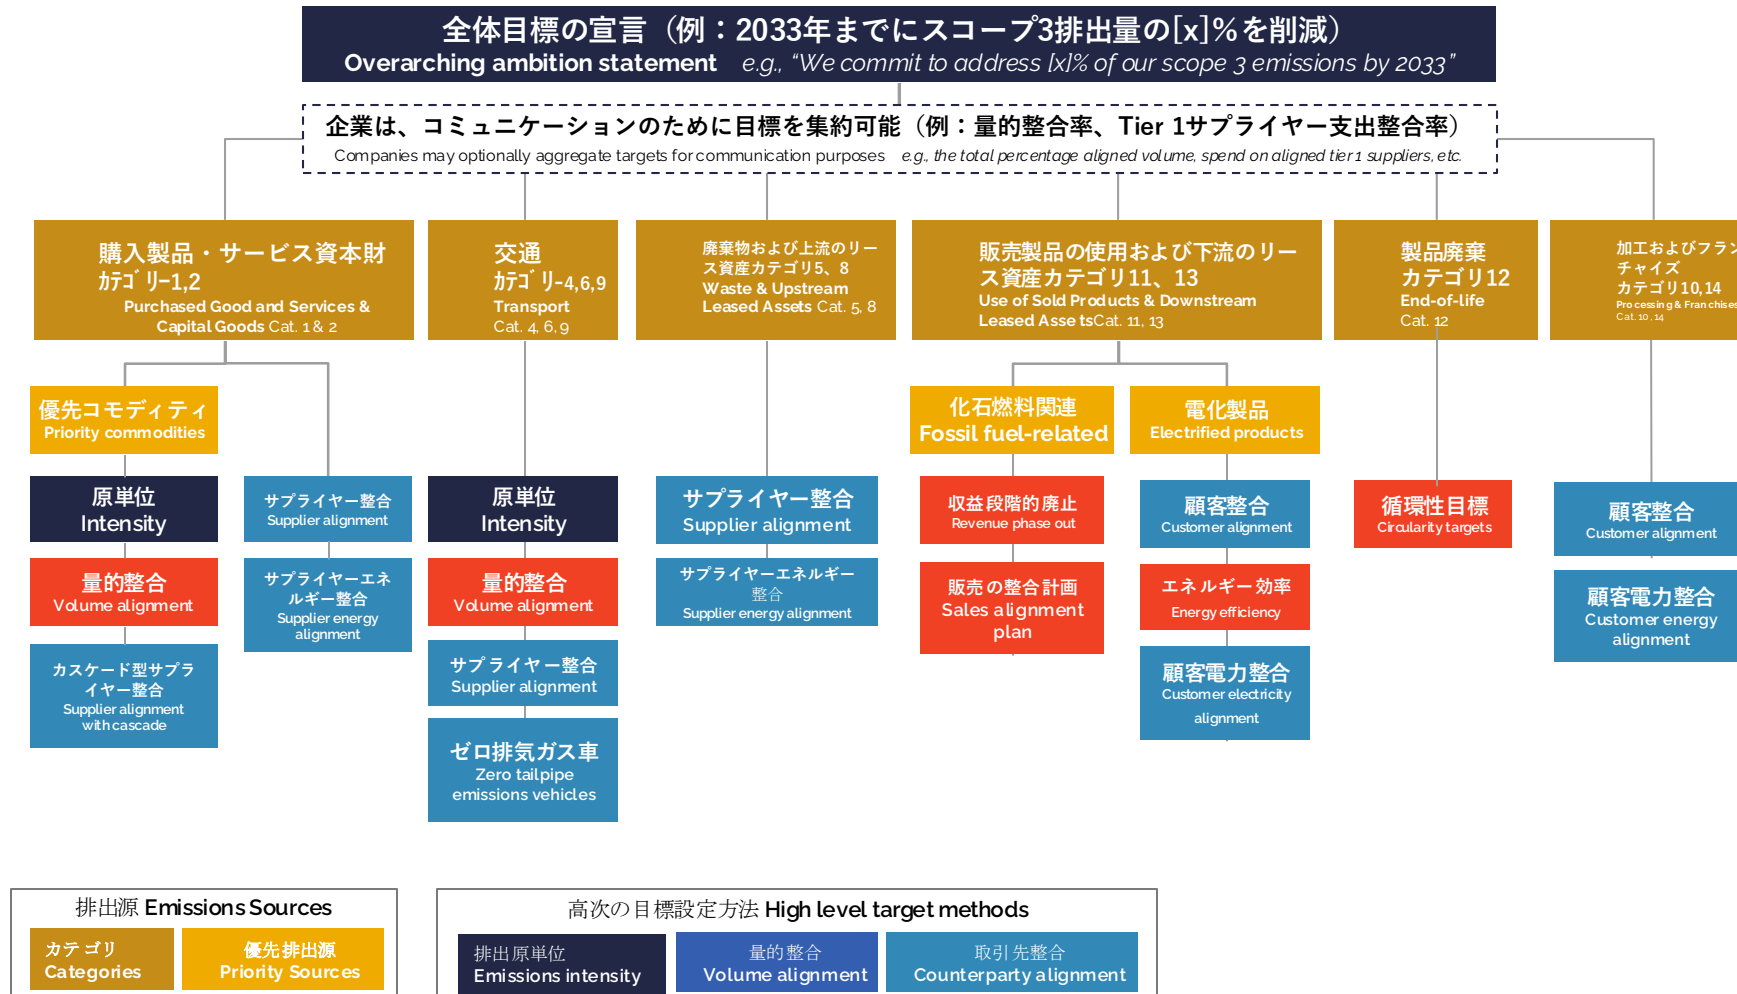 全体目標の宣言（例：2033年までにスコープ3排出量の[x]％を削減）
Overarching ambition statement e.g., “We commit to address [x]% of our scope 3 emissions by 2033”
企業は、コミュニケーションのために目標を集約可能（例：量的整合率、Tier 1サプライヤー支出整合率）
Companies may optionally aggregate targets for communication purposes e.g., the total percentage aligned volume, spend on aligned tier 1 suppliers, etc.
購入製品・サービス資本財
ｶﾃｺﾞﾘｰ1,2
Purchased Good and Services &
Capital Goods Cat. 1 & 2
交通
ｶﾃｺﾞﾘｰ4,6,9
Transport
Cat. 4, 6, 9
廃棄物および上流のリー
ス資産カテゴリ5、8
Waste & Upstream
Leased Assets Cat. 5, 8
販売製品の使用および下流のリー
ス資産カテゴリ11、13
Use of Sold Products & Downstream
Leased Assets Cat. 11, 13
製品廃棄
カテゴリ12
End-of-life
Cat. 12
加工およびフラン
チャイズ
カテゴリ10,14
Processing & Franchises
Cat. 10, 14
優先コモディティ
Priority commodities
化石燃料関連
Fossil fuel-related
電化製品
Electrified products
原単位
Intensity
サプライヤー整合
Supplier alignment
原単位
Intensity
サプライヤー整合
Supplier alignment
収益段階的廃止
Revenue phase out
顧客整合
Customer alignment
循環性目標
Circularity targets
顧客整合
Customer alignment
量的整合
Volume alignment
サプライヤーエネ
ルギー整合
Supplier energy
alignment
量的整合
Volume alignment
サプライヤーエネルギー
整合
Supplier energy alignment
販売の整合計画
Sales alignment
plan
エネルギー効率
Energy efficiency
顧客電力整合
Customer energy
alignment
カスケード型サプラ
イヤー整合
Supplier alignment
with cascade
サプライヤー整合
Supplier alignment
顧客電力整合
Customer electricity
alignment
ゼロ排気ガス車
Zero tailpipe
emissions vehicles
排出源 Emissions Sources
カテゴリ
Categories
優先排出源
Priority Sources
高次の目標設定方法 High level target methods
排出原単位
Emissions intensity
量的整合
Volume alignment
取引先整合
Counterparty alignment